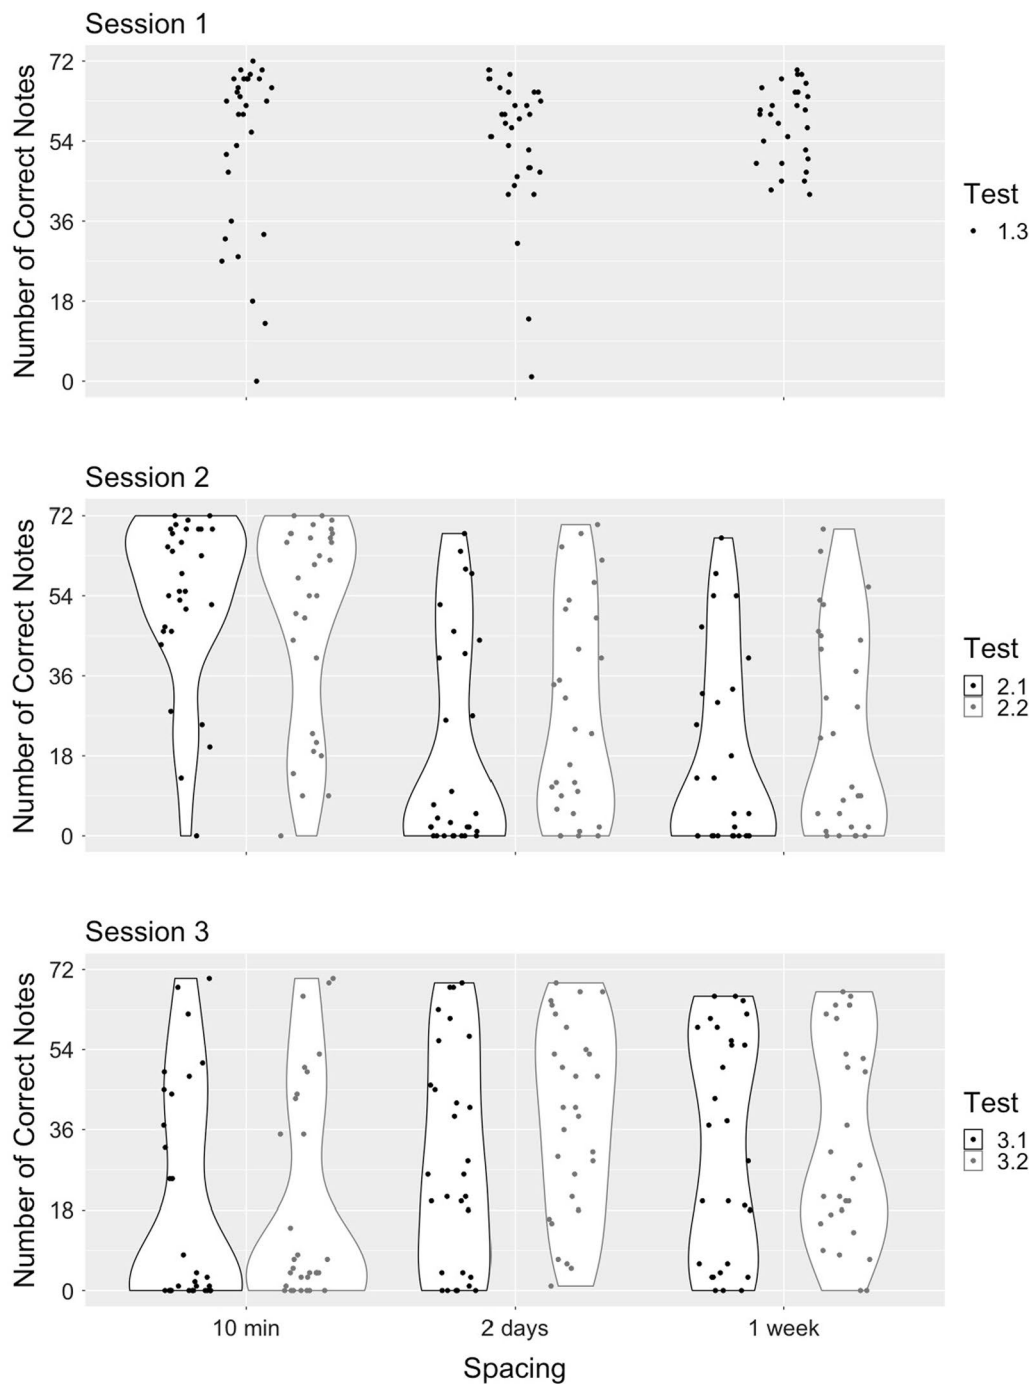 Session 1
Number of Correct Notes
72
54
36
18
0
Test
1.3
Session 2
Number of Correct Notes
72
54
36
18
0
Test
2.1
2.2
Session 3
Number of Correct Notes
72
54
36
18
0
Test
3.1
3.2
10 min 2 days 1 week
Spacing